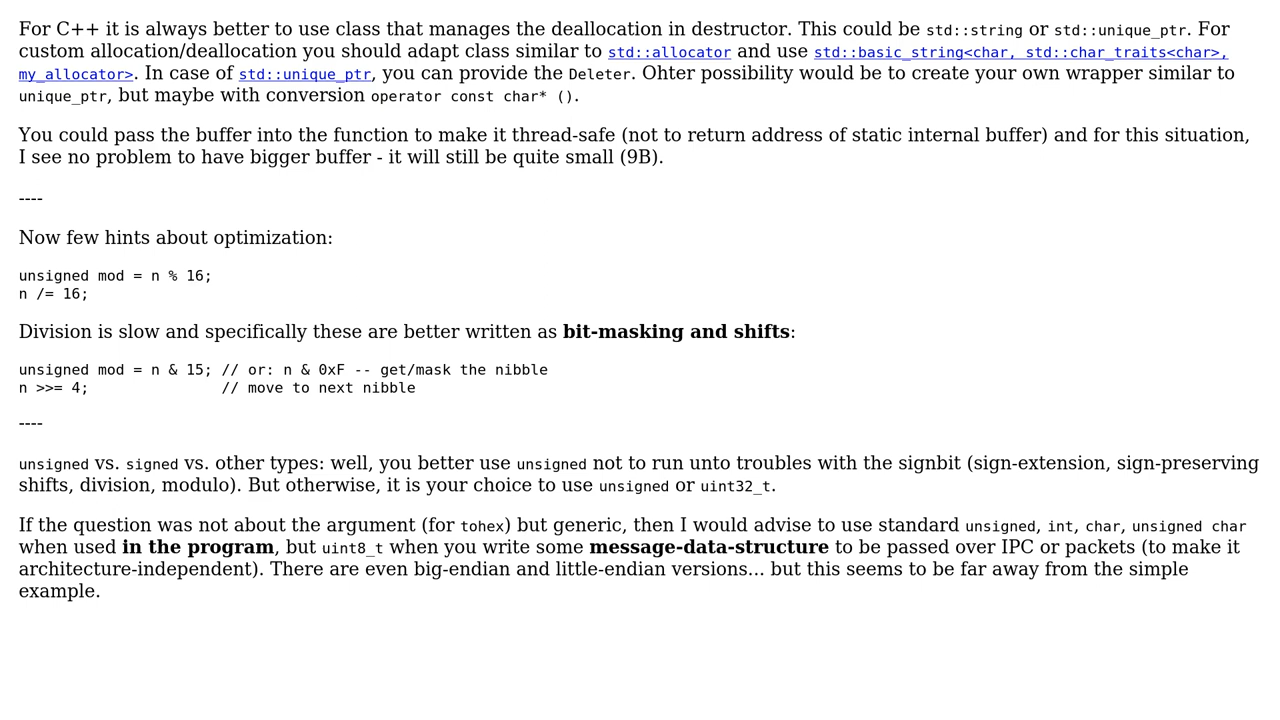 For C++ it is always better to use class that manages the deallocation in destructor. This could be std::string or std::unique_ptr. For
custom allocation/deallocation you should adapt class similar to std::allocator and use std::basic_string<char, std::char_traits<char>,
my_allocator>. In case of std::unique_ptr, you can provide the Deleter. Ohter possibility would be to create your own wrapper similar to
unique_ptr, but maybe with conversion operator const char* ().
You could pass the buffer into the function to make it thread-safe (not to return address of static internal buffer) and for this situation,
I see no problem to have bigger buffer - it will still be quite small (9B).
----
Now few hints about optimization:
unsigned mod = n % 16;
n /= 16;
Division is slow and specifically these are better written as bit-masking and shifts:
unsigned mod = n & 15; // or: n & 0xF -- get/mask the nibble
n >>= 4;               // move to next nibble
----
unsigned vs. signed vs. other types: well, you better use unsigned not to run unto troubles with the signbit (sign-extension, sign-preserving
shifts, division, modulo). But otherwise, it is your choice to use unsigned or uint32_t.
If the question was not about the argument (for tohex) but generic, then I would advise to use standard unsigned, int, char, unsigned char
when used in the program, but uint8_t when you write some message-data-structure to be passed over IPC or packets (to make it
architecture-independent). There are even big-endian and little-endian versions... but this seems to be far away from the simple
example.